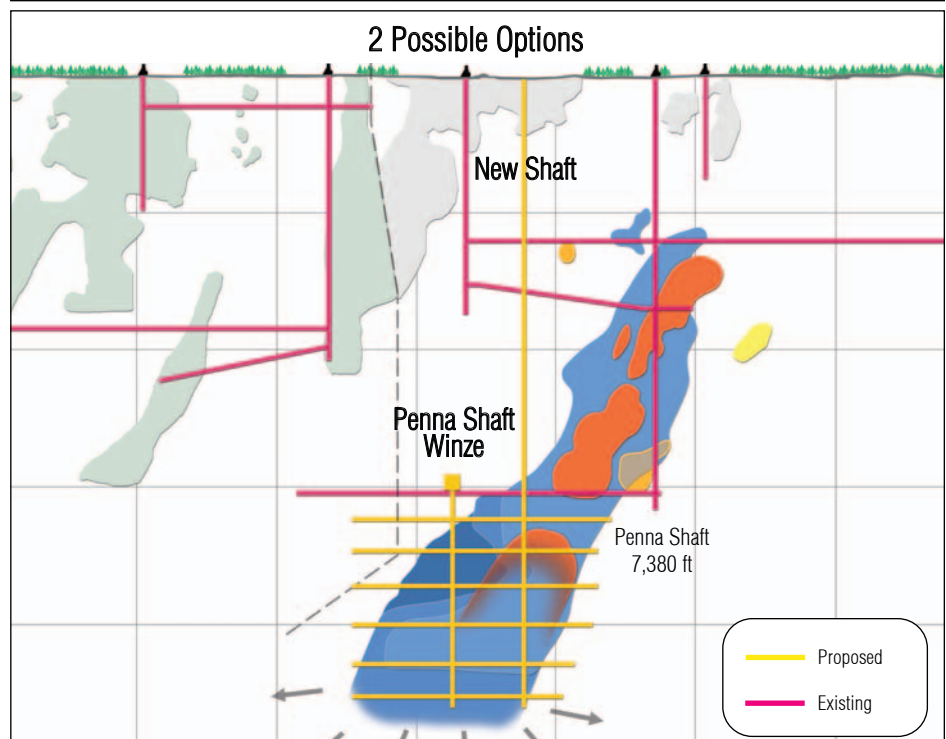 2 Possible Options
New Shaft
Penna Shaft
Winze
Penna Shaft
7,380 ft
Proposed
Existing